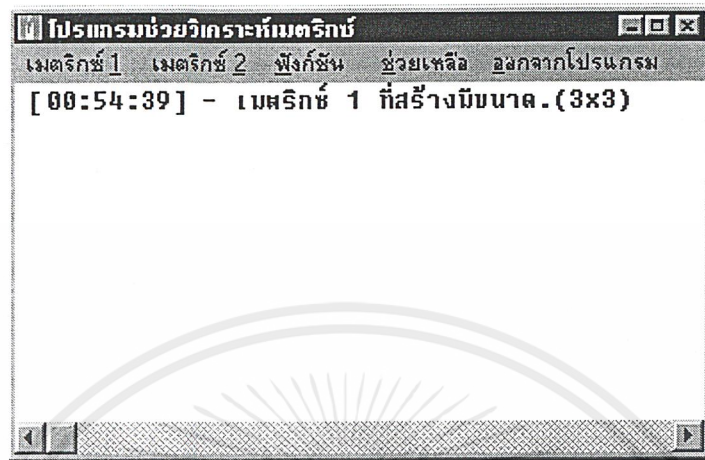 โปรแกรมช่วยวิเคราะห์เมตริกซ์
เมตริกซ์ 1 เมตริกซ์ 2 ฟังก์ชัน ช่วยเหลือ ออกจากโปรแกรม
[00:54:39] - เมตริกซ์ 1 ที่สร้างมีขนาด.(3x3)